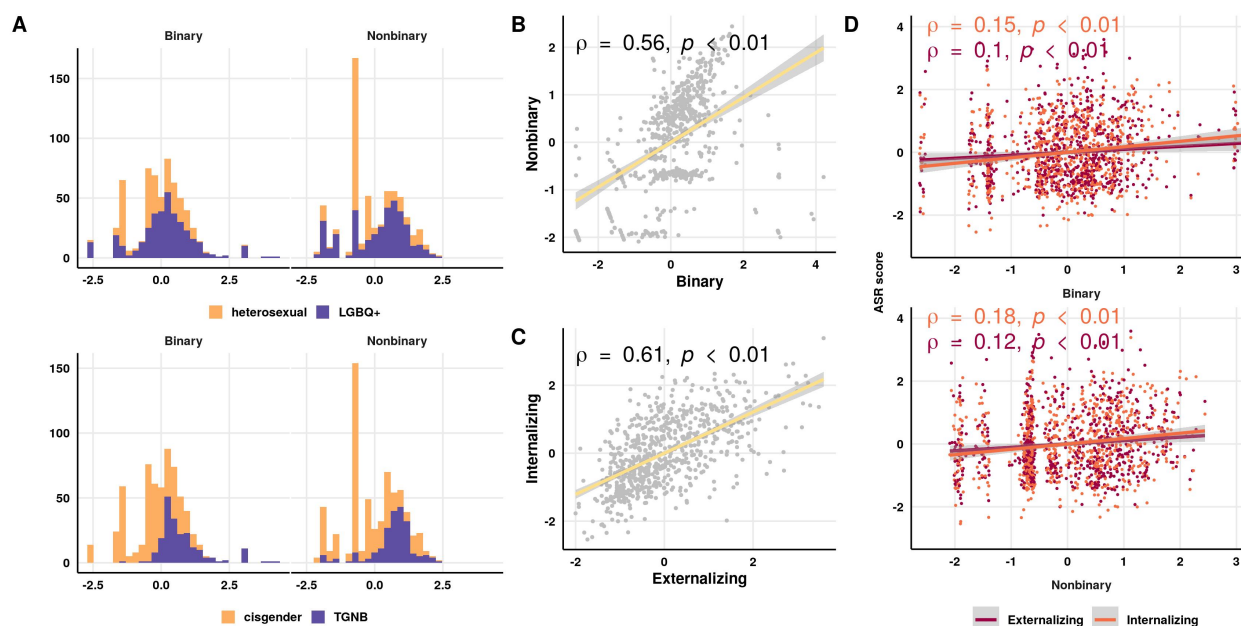 A
Binary
Nonbinary
150
100
50
0
-2.5
0.0
2.5
-2.5
0.0
2.5
heterosexual
LGBQ+
Binary
Nonbinary
150
100
50
0
-2.5
0.0
2.5
-2.5
0.0
2.5
cisgender
TGNB
B
ρ = 0.56, p < 0.01
Nonbinary
2
1
0
-1
-2
-2
0
2
4
Binary
C
ρ = 0.61, p < 0.01
Internalizing
2
0
-2
-2
0
2
Externalizing
D
ASR score
ρ = 0.15, p < 0.01
ρ = 0.1, p < 0.01
4
2
0
-2
-2
-1
0
1
2
3
Binary
ρ = 0.18, p < 0.01
ρ = 0.12, p < 0.01
4
2
0
-2
-2
-1
0
1
2
3
Nonbinary
Externalizing
Internalizing